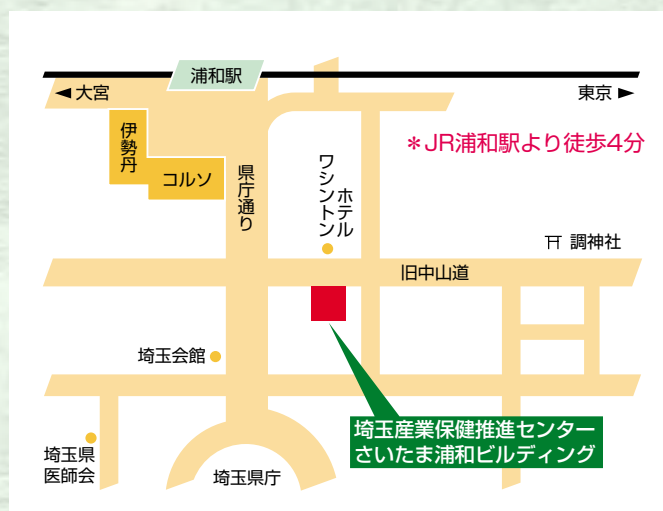 浦和駅
◄大宮
東京►
伊勢丹
コルソ
県庁通り
ホテル
ワシントン
＊JR浦和駅より徒歩4分
调神社
旧中山道
埼玉会館
埼玉産業保健推進センター
さいたま浦和ビルディング
埼玉県
医師会
埼玉県庁